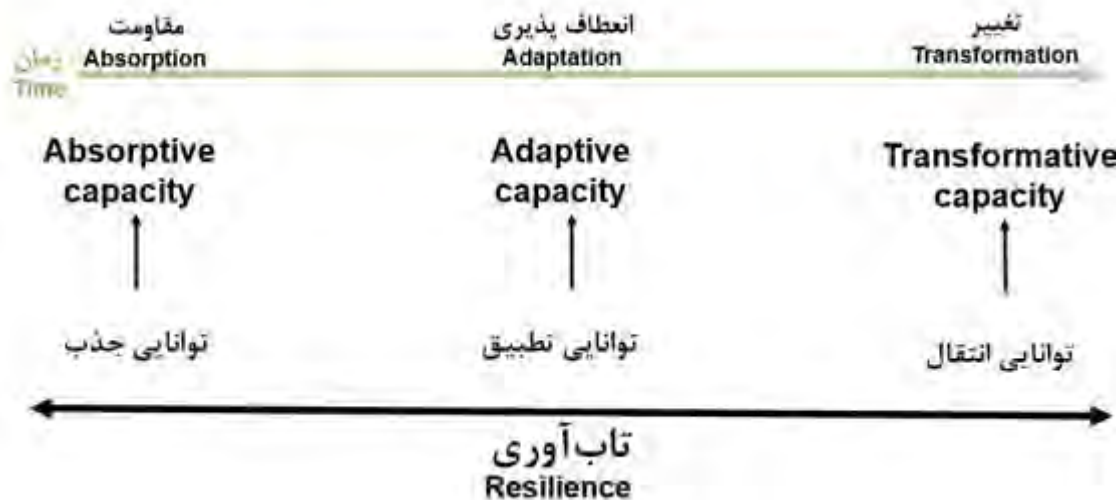 مقاومت
Absorption
انعطاف پذیری
Adaptation
تغییر
Transformation
زمان
Time
Absorptive
capacity
Adaptive
capacity
Transformative
capacity
توانایی جذب
توانایی تطبیق
توانایی انتقال
تاب‌آوری
Resilience